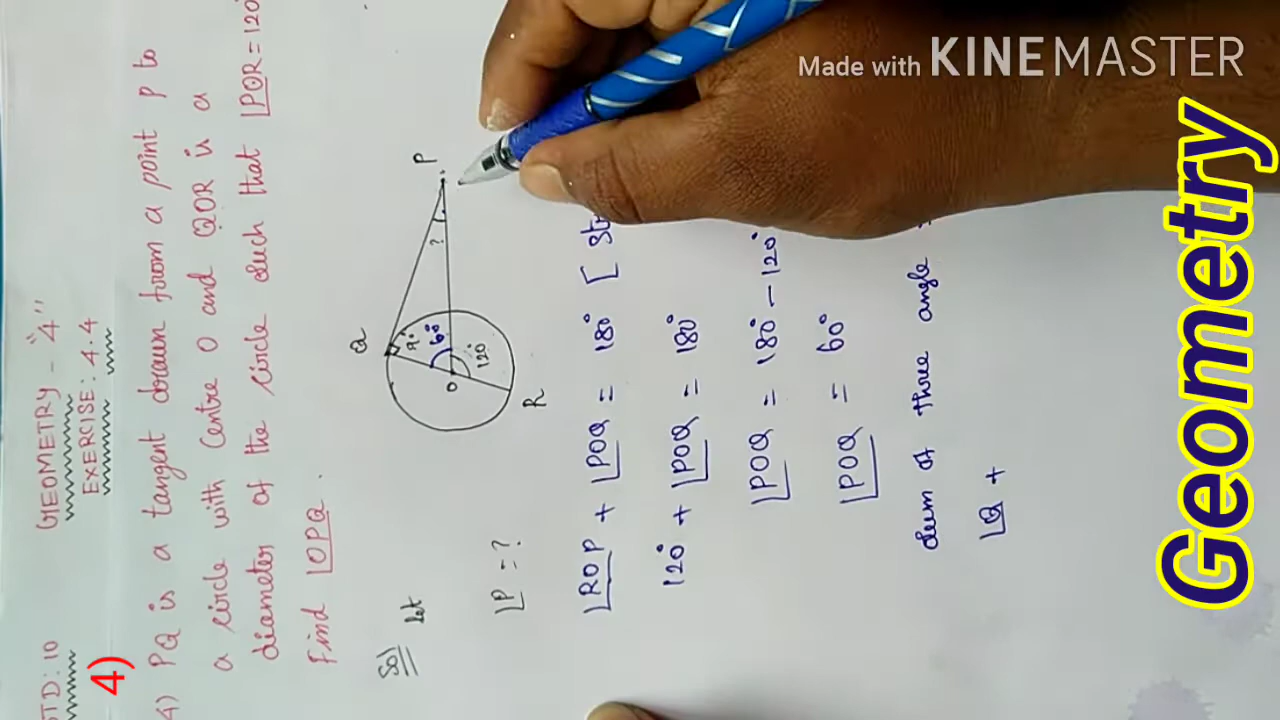 Made with KINEMASTER
Geometry
STD: 10
GEOMETRY - "4"
EXERCISE: 4.4
4)
4) PQ is a tangent drawn from a point P to
a circle with Centre O and QOR is a
diameter of the circle such that ∟POR = 120°
Find ∟OPQ.
Sol
let
∟P = ?
Q
P
?
90°
60°
120°
O
R
∟ROP + ∟POQ = 180° [
120° + ∟POQ = 180°
∟POQ = 180° - 120°
∟POQ = 60°
Sum of three angle
∟Q +